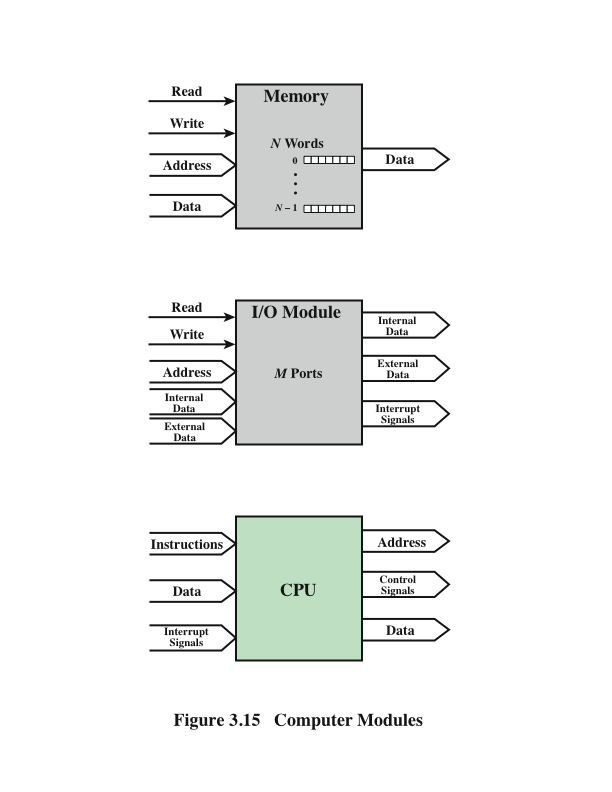 Read
Memory
Write
N Words
0
Address
Data
Data
N – 1
Read
I/O Module
Write
Internal
Data
Address
M Ports
External
Data
Internal
Data
Interrupt
Signals
External
Data
Instructions
Address
Data
CPU
Control
Signals
Interrupt
Signals
Data
Figure 3.15 Computer Modules